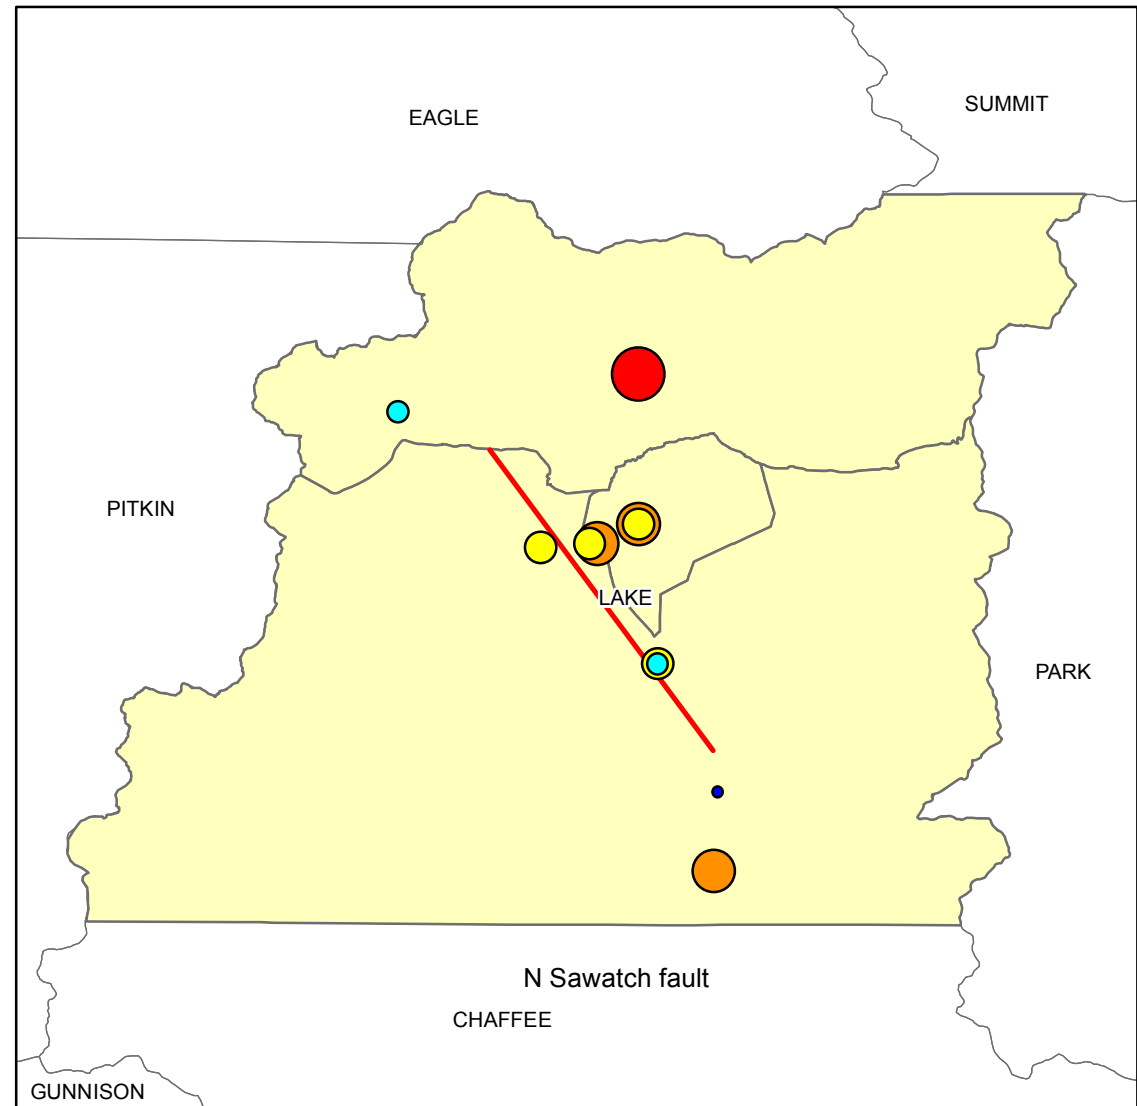 SUMMIT
EAGLE
PITKIN
LAKE
PARK
N Sawatch fault
CHAFFEE
GUNNISON